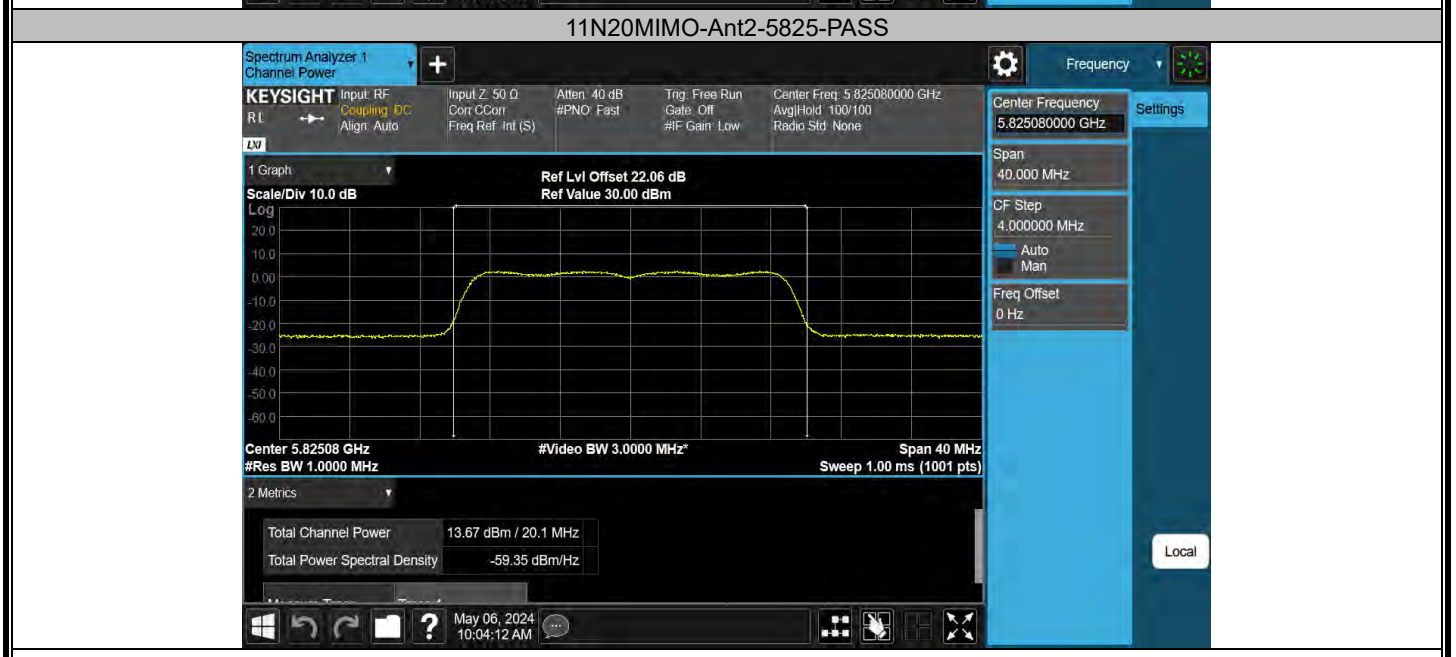 11N20MIMO-Ant2-5825-PASS
Spectrum Analyzer 1
Channel Power
Frequency
KEYSIGHT
RL
LXI
Input: RF
Coupling: DC
Align: Auto
Input Z: 50 Ω
Corr CCorr
Freq Ref: Int (S)
Atten: 40 dB
#PNO: Fast
Trig: Free Run
Gate: Off
#IF Gain: Low
Center Freq: 5.825080000 GHz
Avg|Hold: 100/100
Radio Std: None
Center Frequency
5.825080000 GHz
Settings
Span
40.000 MHz
CF Step
4.000000 MHz
Auto
Man
Freq Offset
0 Hz
1 Graph
Scale/Div 10.0 dB
Ref Lvl Offset 22.06 dB
Ref Value 30.00 dBm
Log
20.0
10.0
0.00
-10.0
-20.0
-30.0
-40.0
-50.0
-60.0
Center 5.82508 GHz
#Res BW 1.0000 MHz
#Video BW 3.0000 MHz*
Span 40 MHz
Sweep 1.00 ms (1001 pts)
2 Metrics
Total Channel Power 13.67 dBm / 20.1 MHz
Total Power Spectral Density -59.35 dBm/Hz
Local
?
May 06, 2024
10:04:12 AM